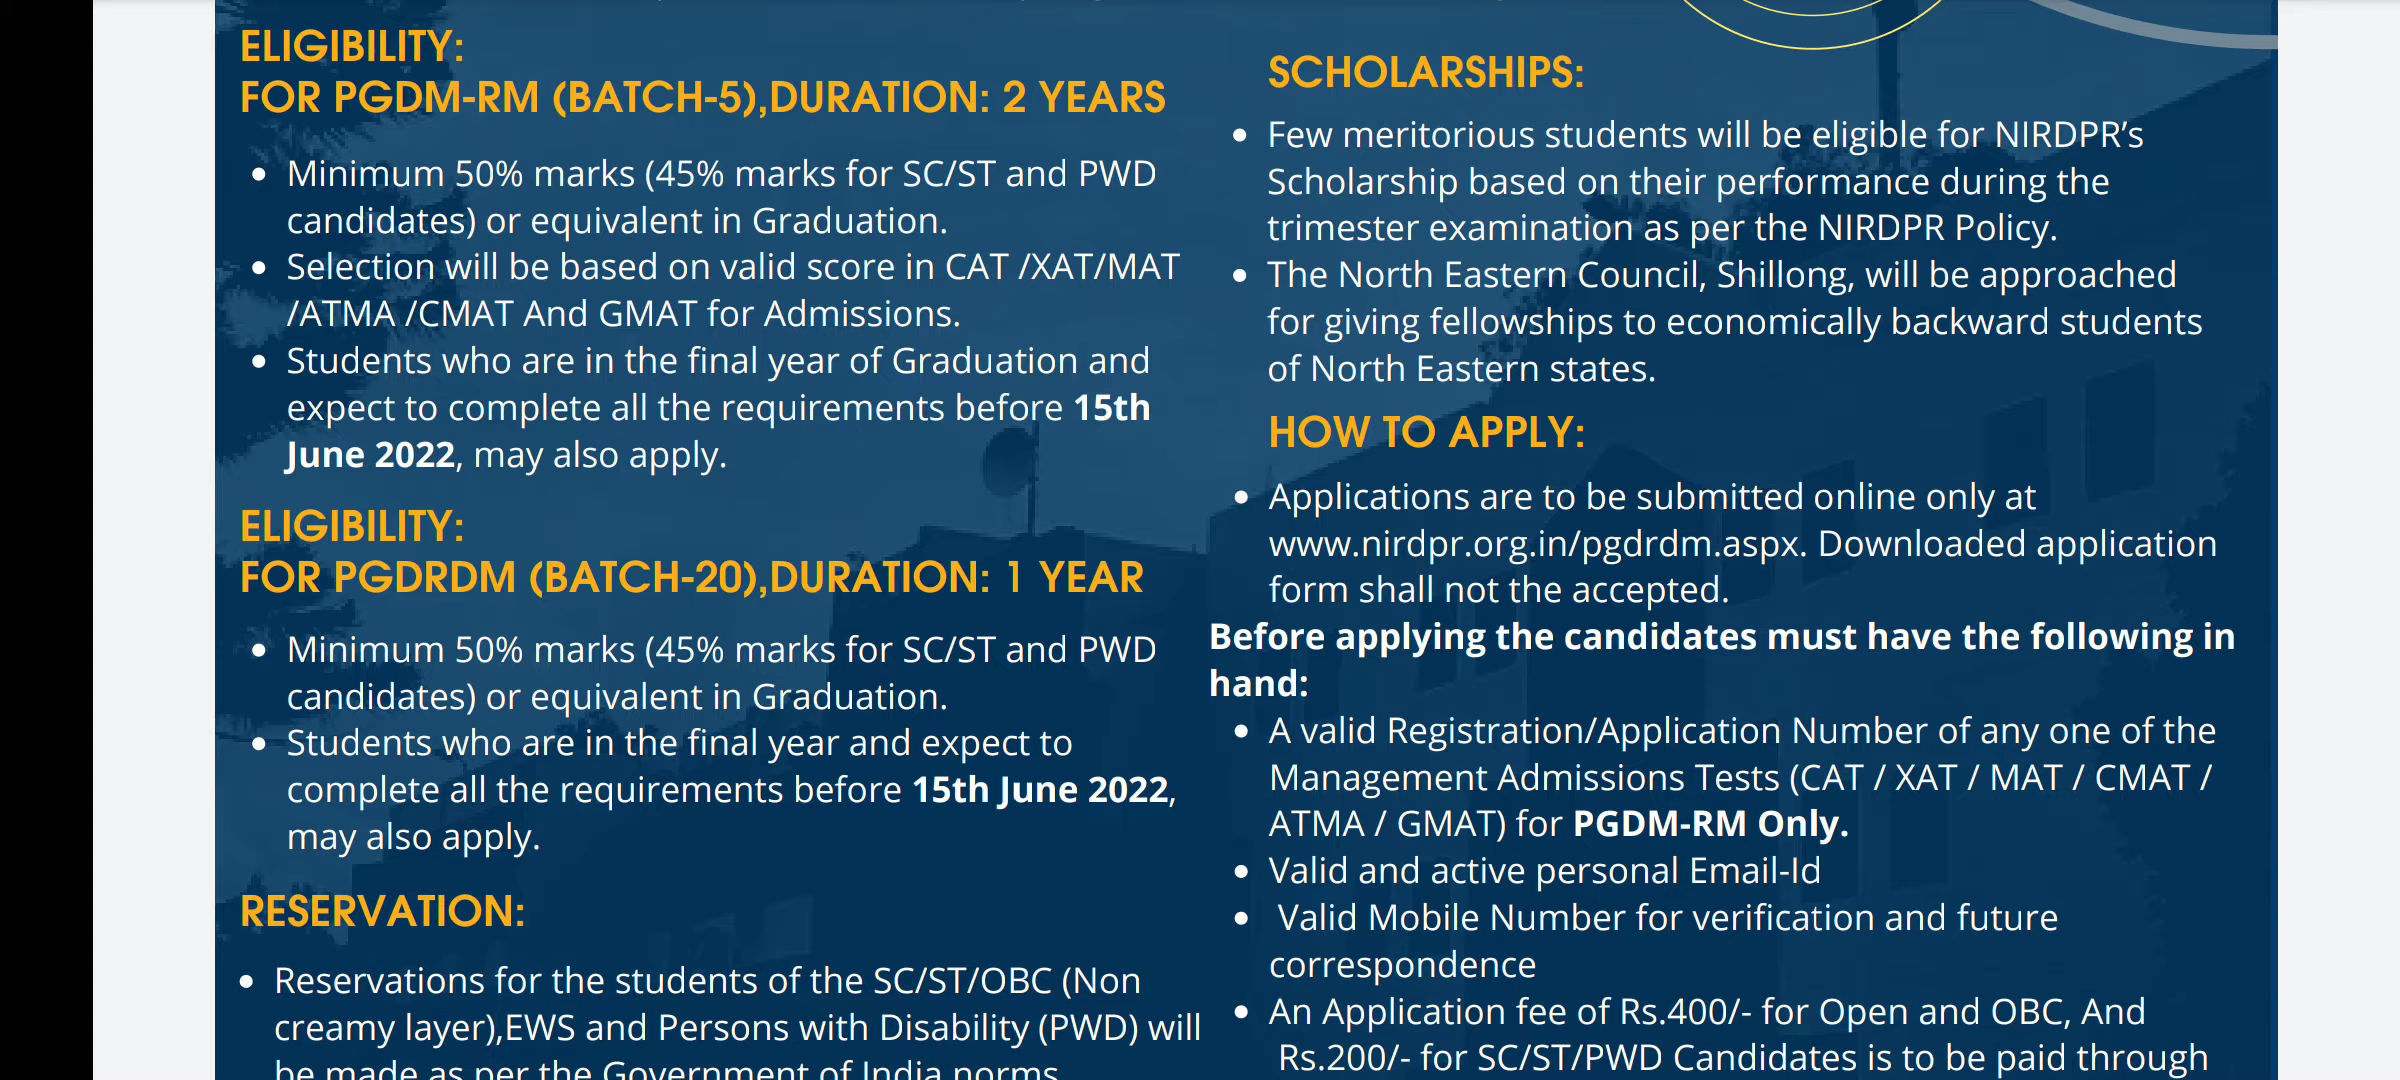 ELIGIBILITY:
FOR PGDM-RM (BATCH-5),DURATION: 2 YEARS
Minimum 50% marks (45% marks for SC/ST and PWD
candidates) or equivalent in Graduation.
Selection will be based on valid score in CAT /XAT/MAT
/ATMA /CMAT And GMAT for Admissions.
Students who are in the final year of Graduation and
expect to complete all the requirements before 15th
June 2022, may also apply.
ELIGIBILITY:
FOR PGDRDM (BATCH-20),DURATION: 1 YEAR
Minimum 50% marks (45% marks for SC/ST and PWD
candidates) or equivalent in Graduation.
Students who are in the final year and expect to
complete all the requirements before 15th June 2022,
may also apply.
RESERVATION:
Reservations for the students of the SC/ST/OBC (Non
creamy layer),EWS and Persons with Disability (PWD) will
be made as per the Government of India norms
SCHOLARSHIPS:
Few meritorious students will be eligible for NIRDPR’s
Scholarship based on their performance during the
trimester examination as per the NIRDPR Policy.
The North Eastern Council, Shillong, will be approached
for giving fellowships to economically backward students
of North Eastern states.
HOW TO APPLY:
Applications are to be submitted online only at
www.nirdpr.org.in/pgdrdm.aspx. Downloaded application
form shall not the accepted.
Before applying the candidates must have the following in
hand:
A valid Registration/Application Number of any one of the
Management Admissions Tests (CAT / XAT / MAT / CMAT /
ATMA / GMAT) for PGDM-RM Only.
Valid and active personal Email-Id
Valid Mobile Number for verification and future
correspondence
An Application fee of Rs.400/- for Open and OBC, And
Rs.200/- for SC/ST/PWD Candidates is to be paid through